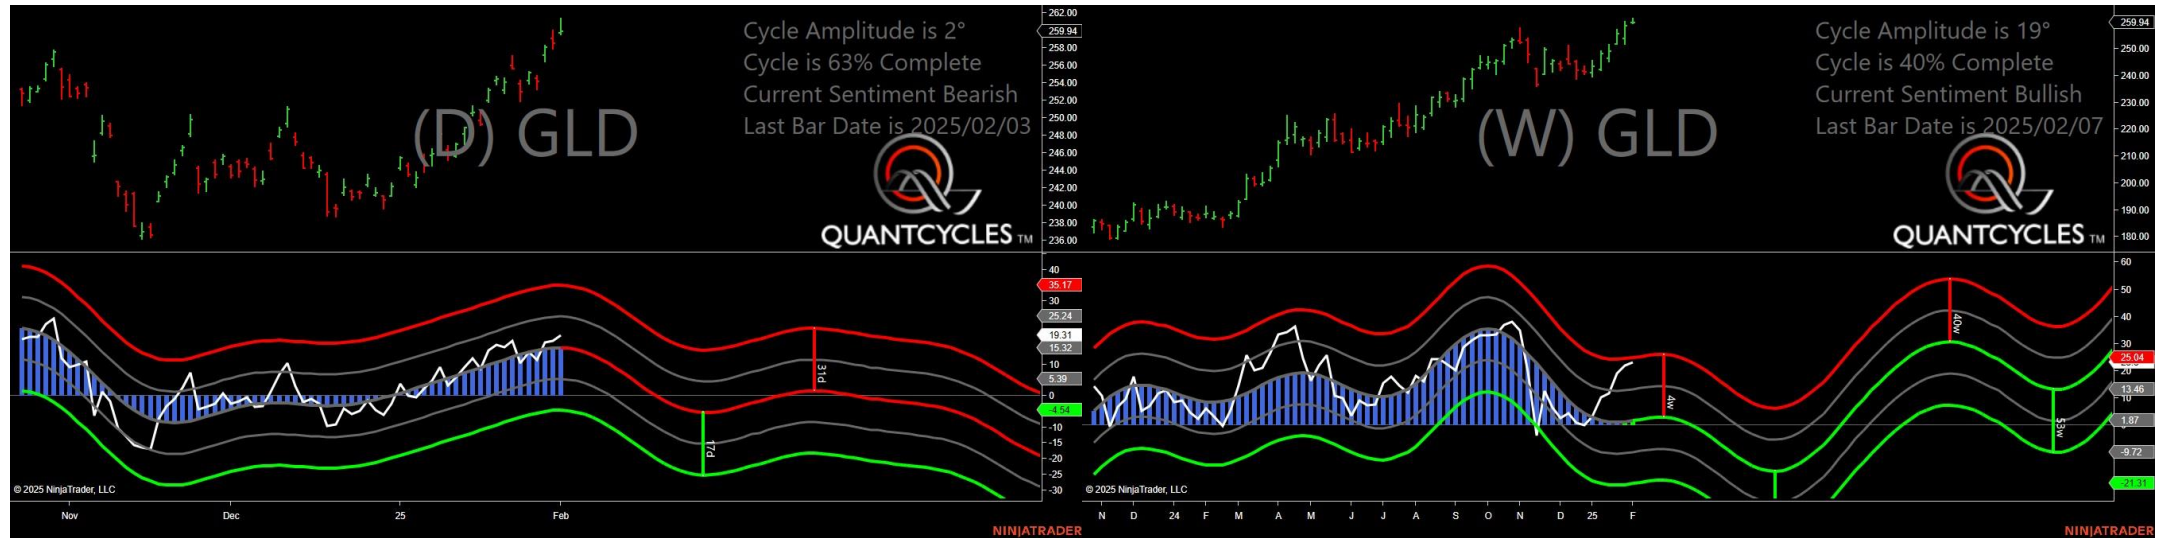 Cycle Amplitude is 2°
Cycle is 63% Complete
Current Sentiment Bearish
Last Bar Date is 2025/02/03
(D) GLD
QUANTCYCLES TM
262.00
259.94
258.00
256.00
254.00
252.00
250.00
248.00
246.00
244.00
242.00
240.00
238.00
236.00
40
35.17
30
25.24
19.31
15.32
10
5.39
0
-4.54
-10
-15
-20
-25
-30
31d
17d
© 2025 NinjaTrader, LLC
Nov Dec 25 Feb
NINJATRADER
Cycle Amplitude is 19°
Cycle is 40% Complete
Current Sentiment Bullish
Last Bar Date is 2025/02/07
(W) GLD
QUANTCYCLES TM
259.94
250.00
240.00
230.00
220.00
210.00
200.00
190.00
180.00
60
50
40
30
25.04
20
13.46
10
1.87
-9.72
-21.31
4w
40w
53w
© 2025 NinjaTrader, LLC
N D 24 F M A M J J A S O N D 25 F
NINJATRADER